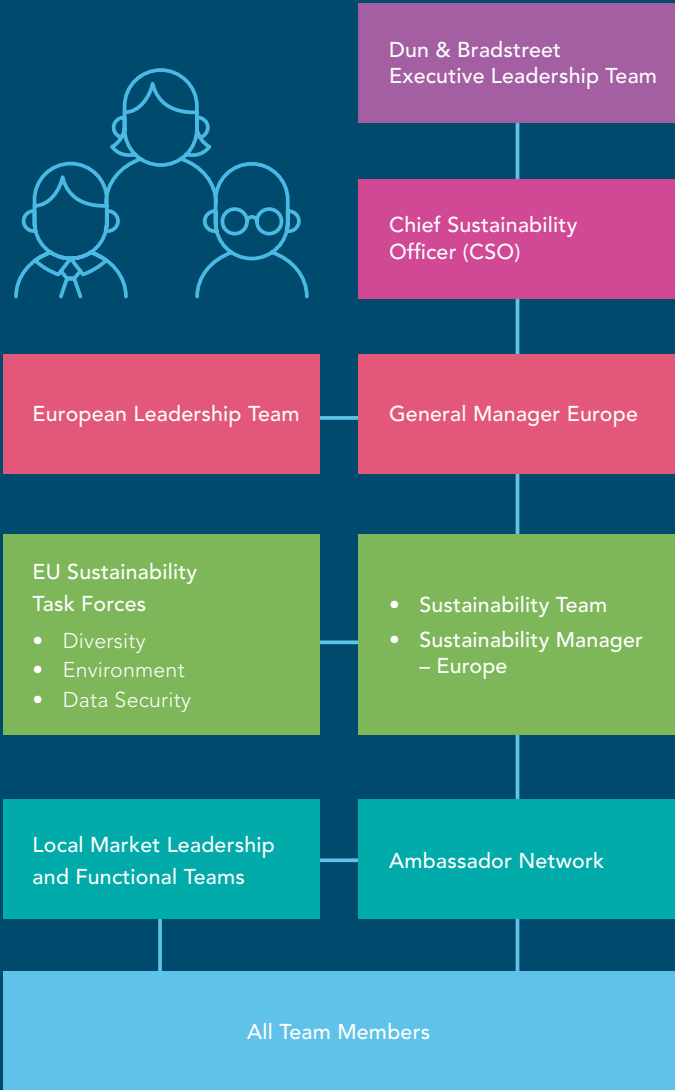 Dun & Bradstreet
Executive Leadership Team
Chief Sustainability
Officer (CSO)
European Leadership Team
General Manager Europe
EU Sustainability
Task Forces
• Diversity
• Environment
• Data Security
• Sustainability Team
• Sustainability Manager
– Europe
Local Market Leadership
and Functional Teams
Ambassador Network
All Team Members